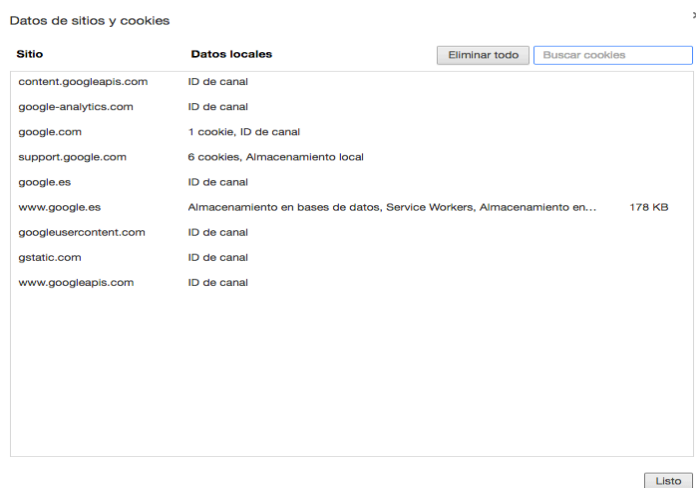 Datos de sitios y cookies
Sitio Datos locales Eliminar todo Buscar cookies
content.googleapis.com ID de canal
google-analytics.com ID de canal
google.com 1 cookie, ID de canal
support.google.com 6 cookies, Almacenamiento local
google.es ID de canal
www.google.es Almacenamiento en bases de datos, Service Workers, Almacenamiento en... 178 KB
googleusercontent.com ID de canal
gstatic.com ID de canal
www.googleapis.com ID de canal
Listo